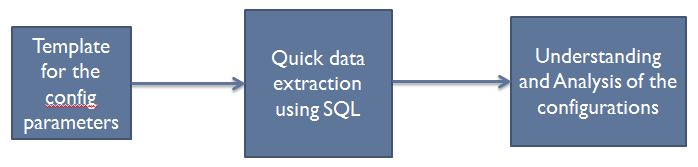 Template
for the
config
parameters
Quick data
extraction
using SQL
Understanding
and Analysis of the
configurations